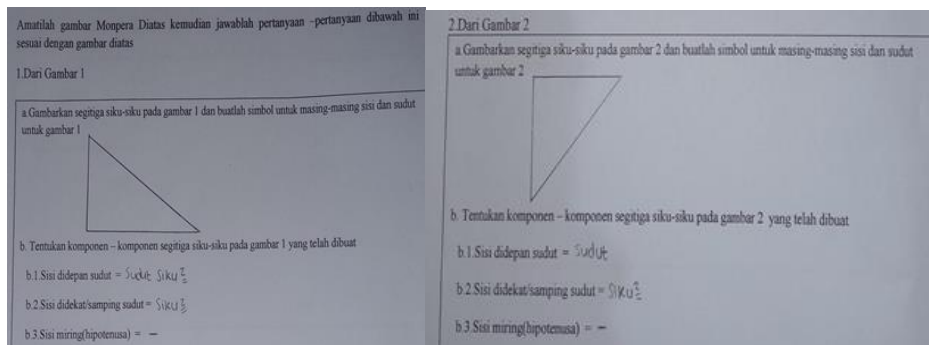 Amatilah gambar Monpera Diatas kemudian jawablah pertanyaan –pertanyaan dibawah ini
sesuai dengan gambar diatas
1.Dari Gambar 1
a.Gambarkan segitiga siku-siku pada gambar 1 dan buatlah simbol untuk masing-masing sisi dan sudut
untuk gambar 1
b. Tentukan komponen – komponen segitiga siku-siku pada gambar 1 yang telah dibuat
b.1.Sisi didepan sudut = Sudut Siku²
b.2.Sisi didekat/samping sudut = Siku²
b.3.Sisi miring(hipotenusa) = –
2.Dari Gambar 2
a.Gambarkan segitiga siku-siku pada gambar 2 dan buatlah simbol untuk masing-masing sisi dan sudut
untuk gambar 2
b. Tentukan komponen – komponen segitiga siku-siku pada gambar 2 yang telah dibuat
b.1.Sisi didepan sudut = Sudut
b.2.Sisi didekat/samping sudut = Siku²
b.3.Sisi miring(hipotenusa) = –